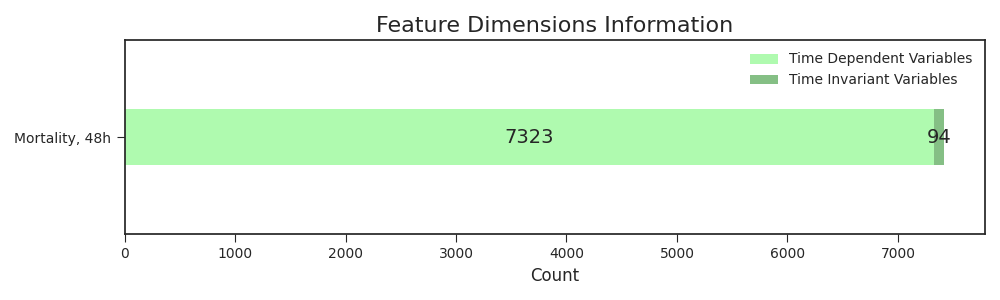 Feature Dimensions Information
Time Dependent Variables
Time Invariant Variables
Mortality, 48h
7323
94
0 1000 2000 3000 4000 5000 6000 7000
Count